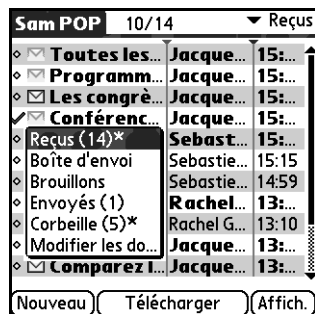 Sam POP 10/14 Reçus
Toutes les... Jacque... 15:...
Programm... Jacque... 15:...
Les congrè... Jacque... 15:...
Conférenc... Jacque... 15:...
Reçus (14)* Sebast... 15:...
Boîte d'envoi Sebastie... 15:15
Brouillons Sebastie... 14:59
Envoyés (1) Rachel... 13:...
Corbeille (5)* Rachel G... 13:10
Modifier les do... Jacque... 13:...
Comparez l... Jacque... 13:...
Nouveau Télécharger Affich.